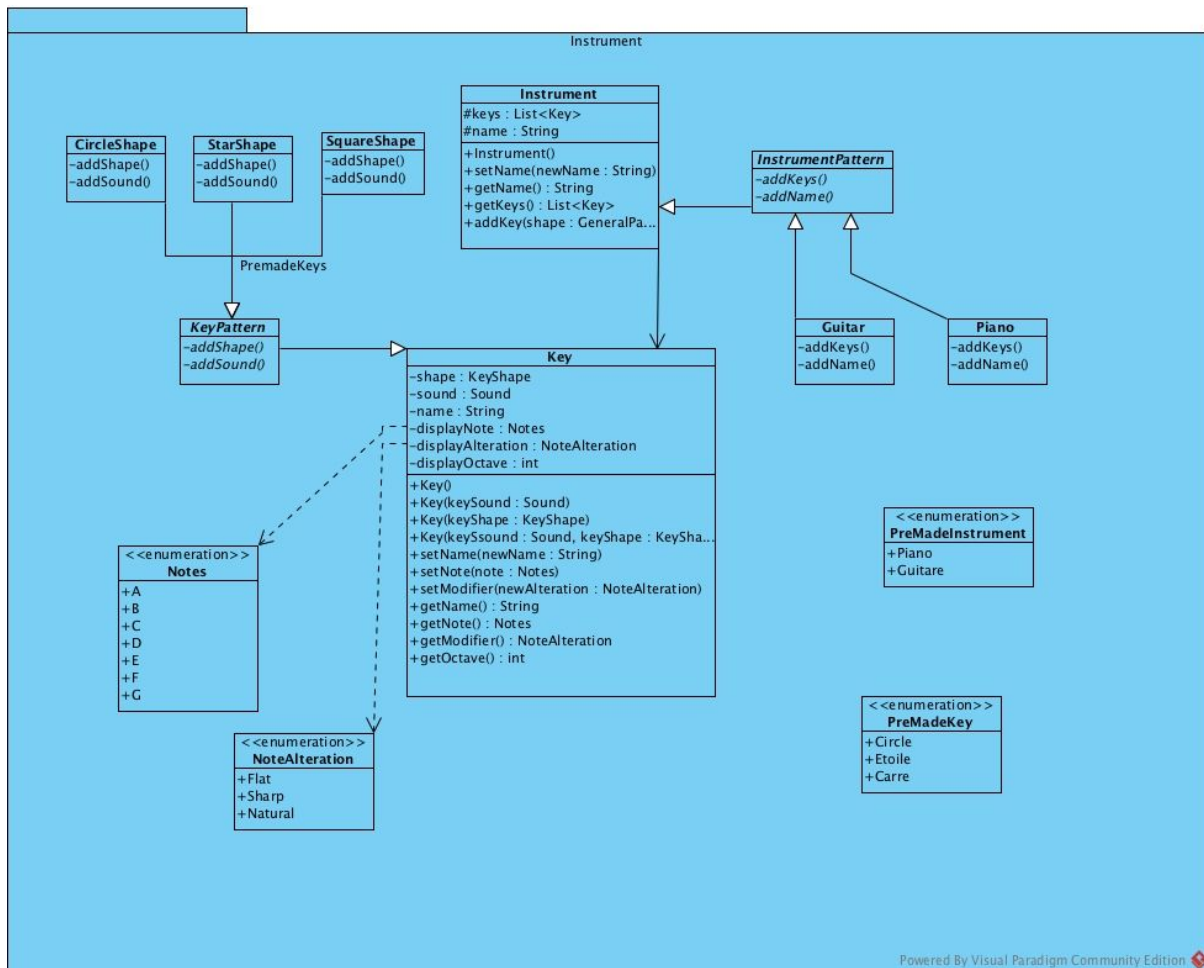 Instrument
Instrument
#keys : List<Key>
#name : String
+Instrument()
+setName(newName : String)
+getName() : String
+getKeys() : List<Key>
+addKey(shape : GeneralPa...
CircleShape
-addShape()
-addSound()
StarShape
-addShape()
-addSound()
SquareShape
-addShape()
-addSound()
InstrumentPattern
-addKeys()
-addName()
PremadeKeys
KeyPattern
-addShape()
-addSound()
Guitar
-addKeys()
-addName()
Piano
-addKeys()
-addName()
Key
-shape : KeyShape
-sound : Sound
-name : String
-displayNote : Notes
-displayAlteration : NoteAlteration
-displayOctave : int
+Key()
+Key(keySound : Sound)
+Key(keyShape : KeyShape)
+Key(keySsound : Sound, keyShape : KeySha...
+setName(newName : String)
+setNote(note : Notes)
+setModifier(newAlteration : NoteAlteration)
+getName() : String
+getNote() : Notes
+getModifier() : NoteAlteration
+getOctave() : int
<<enumeration>>
Notes
+A
+B
+C
+D
+E
+F
+G
<<enumeration>>
NoteAlteration
+Flat
+Sharp
+Natural
<<enumeration>>
PreMadeInstrument
+Piano
+Guitare
<<enumeration>>
PreMadeKey
+Circle
+Etoile
+Carre
Powered By Visual Paradigm Community Edition